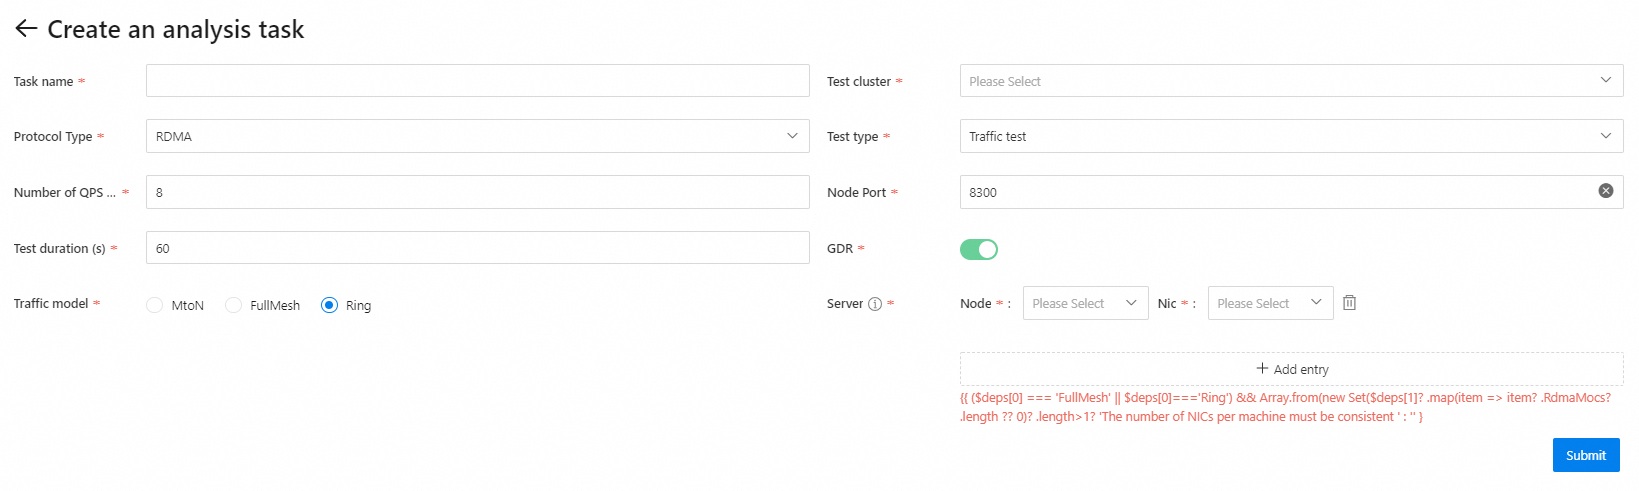 Create an analysis task
Task name *
Test cluster *
Please Select
Protocol Type *
RDMA
Test type *
Traffic test
Number of QPS ... *
8
Node Port *
8300
Test duration (s) *
60
GDR *
Traffic model *
MtoN
FullMesh
Ring
Server *
Node * :
Please Select
Nic * :
Please Select
+ Add entry
{{ ($deps[0] === 'FullMesh' || $deps[0]==='Ring') && Array.from(new Set($deps[1]? .map(item => item? .RdmaMocs?
.length ?? 0)? .length>1? 'The number of NICs per machine must be consistent ' : '' }
Submit